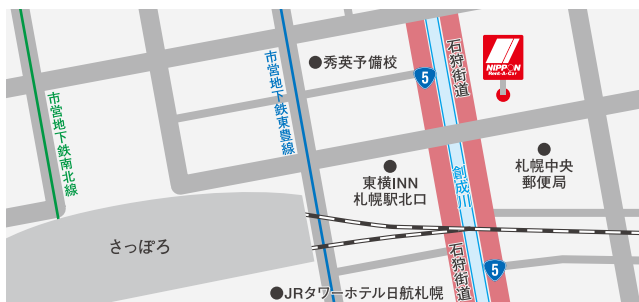 市営地下鉄南北線
市営地下鉄東豊線
秀英予備校
5
石狩街道
NIPPON
Rent-A-Car
東横INN
札幌駅北口
創成川
札幌中央
郵便局
さっぽろ
石狩街道
5
JRタワーホテル日航札幌